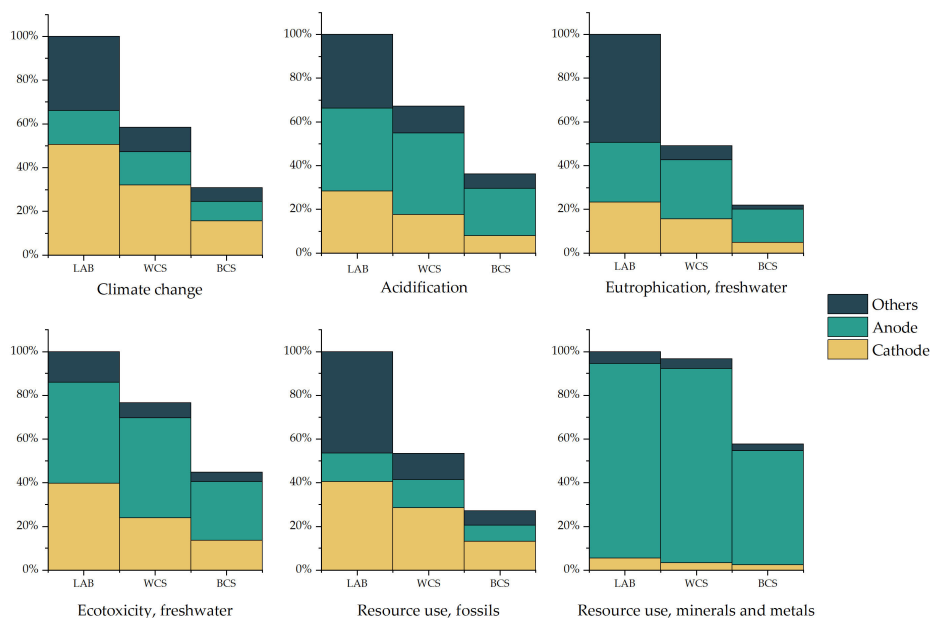 100%
80%
60%
40%
20%
0%
LAB WCS BCS
Climate change
100%
80%
60%
40%
20%
0%
LAB WCS BCS
Acidification
100%
80%
60%
40%
20%
0%
LAB WCS BCS
Eutrophication, freshwater
Others
Anode
Cathode
100%
80%
60%
40%
20%
0%
LAB WCS BCS
Ecotoxicity, freshwater
100%
80%
60%
40%
20%
0%
LAB WCS BCS
Resource use, fossils
100%
80%
60%
40%
20%
0%
LAB WCS BCS
Resource use, minerals and metals